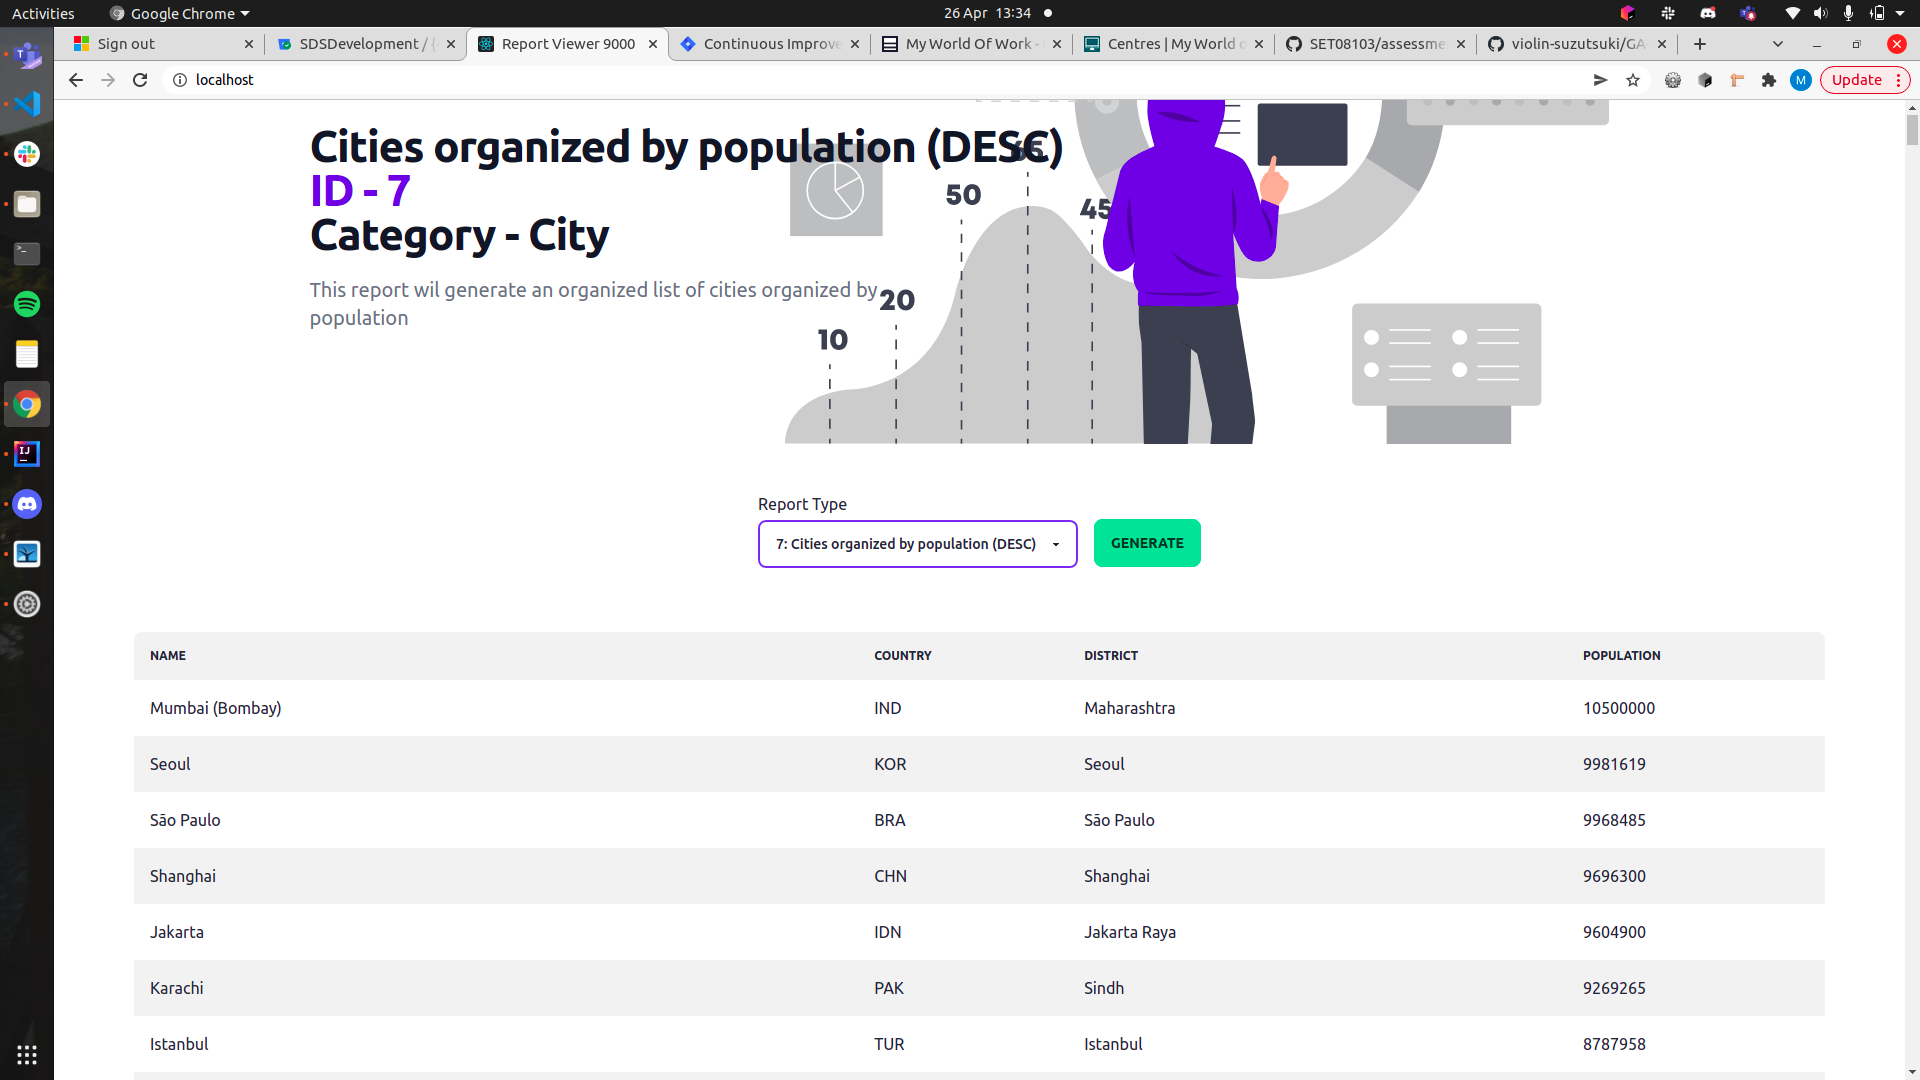 Activities
Google Chrome
26 Apr 13:34
Sign out
SDSDevelopment /
Report Viewer 9000
Continuous Improve
My World Of Work -
Centres | My World o
SET08103/assessme
violin-suzutsuki/GA
localhost
M
Update
Cities organized by population (DESC)
ID - 7
Category - City
This report wil generate an organized list of cities organized by
population
10
20
50
65
45
IJ
Report Type
7: Cities organized by population (DESC)
GENERATE
NAME COUNTRY DISTRICT POPULATION
Mumbai (Bombay) IND Maharashtra 10500000
Seoul KOR Seoul 9981619
São Paulo BRA São Paulo 9968485
Shanghai CHN Shanghai 9696300
Jakarta IDN Jakarta Raya 9604900
Karachi PAK Sindh 9269265
Istanbul TUR Istanbul 8787958